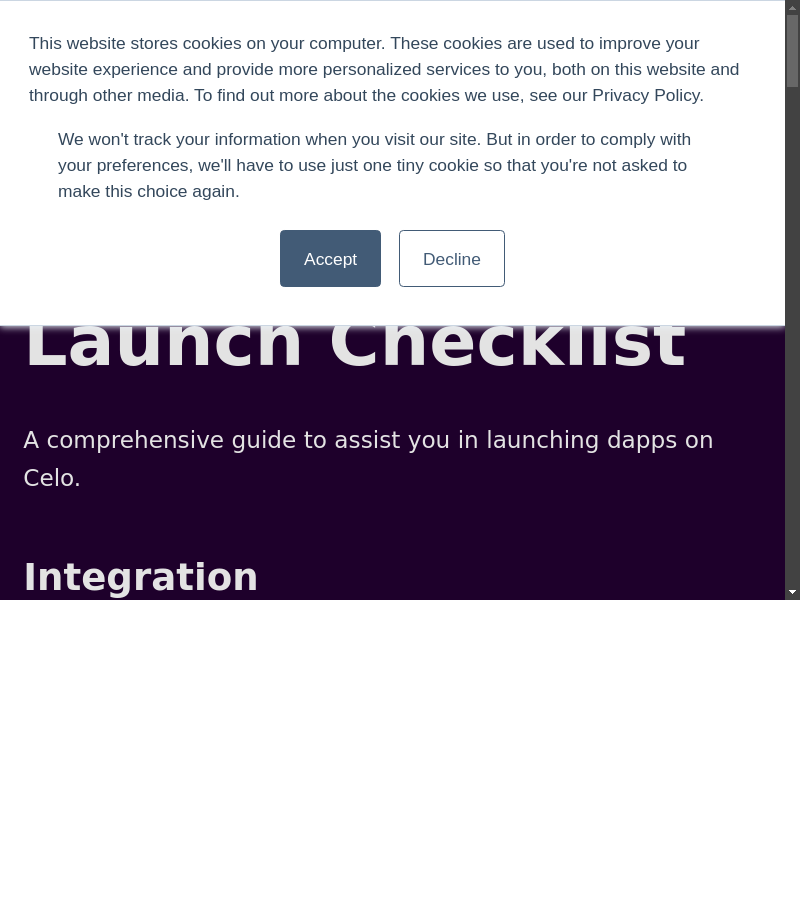 This website stores cookies on your computer. These cookies are used to improve your
website experience and provide more personalized services to you, both on this website and
through other media. To find out more about the cookies we use, see our Privacy Policy.
We won't track your information when you visit our site. But in order to comply with
your preferences, we'll have to use just one tiny cookie so that you're not asked to
make this choice again.
Accept Decline
Launch Checklist
A comprehensive guide to assist you in launching dapps on
Celo.
Integration